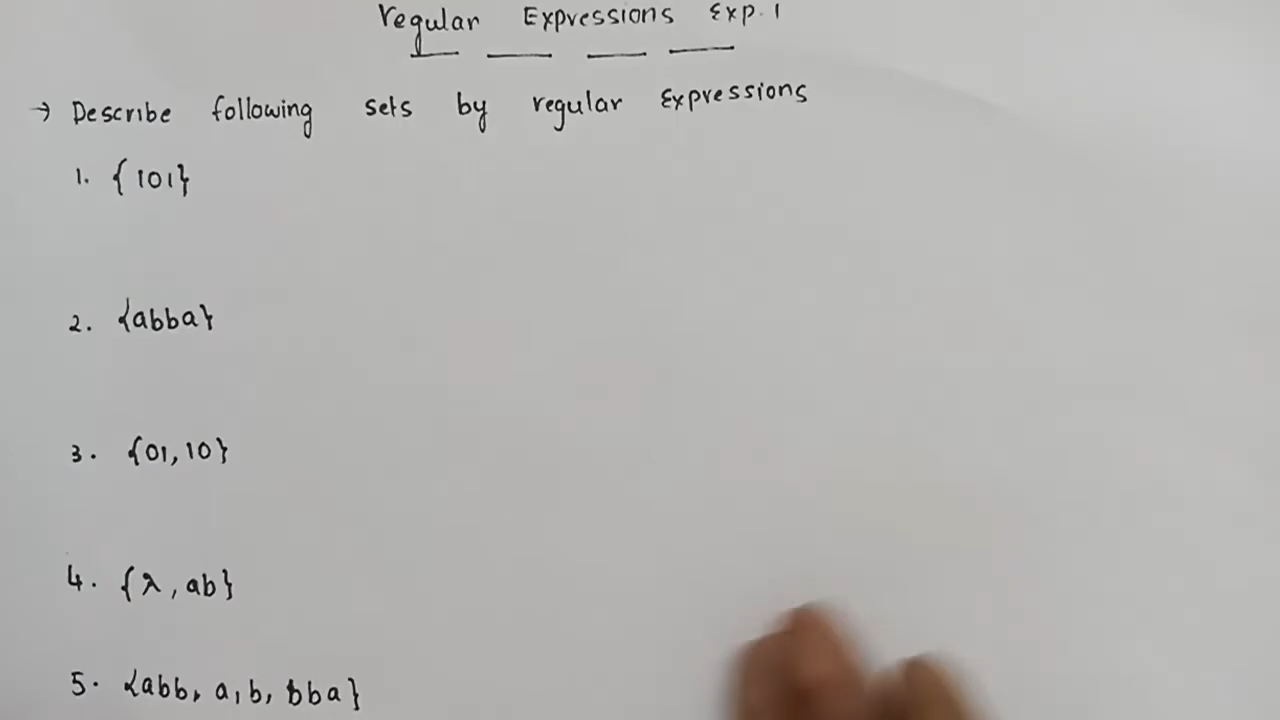 regular Expressions Exp. 1
→ Describe following sets by regular Expressions
1. {101}
2. {abba}
3. {01, 10}
4. {λ, ab}
5. {abb, a, b, bba}